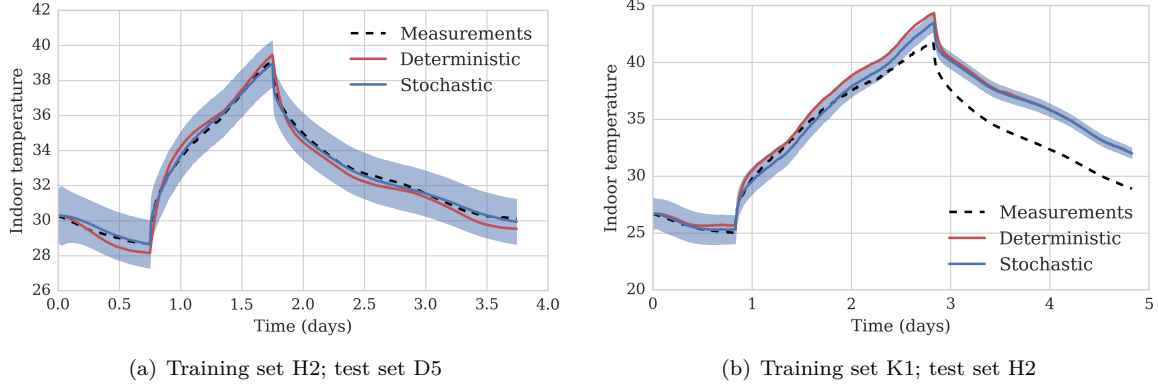 42
40
38
36
34
32
30
28
26
Indoor temperature
Measurements
Deterministic
Stochastic
0.0 0.5 1.0 1.5 2.0 2.5 3.0 3.5 4.0
Time (days)
(a) Training set H2; test set D5
45
40
35
30
25
20
Indoor temperature
Measurements
Deterministic
Stochastic
0 1 2 3 4 5
Time (days)
(b) Training set K1; test set H2